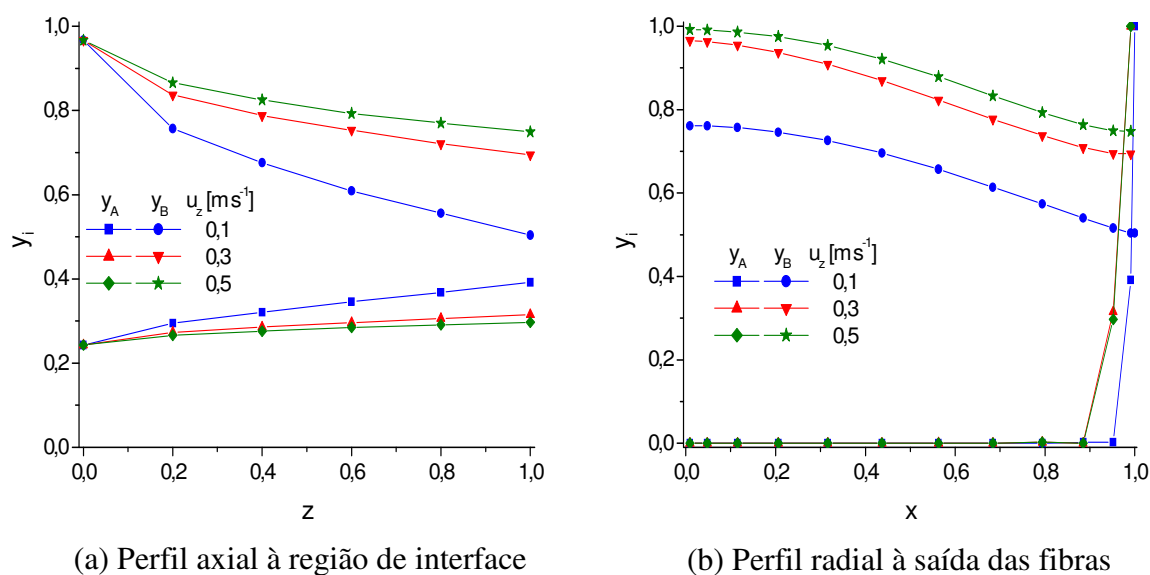 1,0
0,8
0,6
0,4
0,2
0,0
y_i
y_A y_B u_z [m s⁻¹]
0,1
0,3
0,5
0,0 0,2 0,4 0,6 0,8 1,0
z
(a) Perfil axial à região de interface
1,0
0,8
0,6
0,4
0,2
0,0
y_i
y_A y_B u_z [m s⁻¹]
0,1
0,3
0,5
0,0 0,2 0,4 0,6 0,8 1,0
x
(b) Perfil radial à saída das fibras